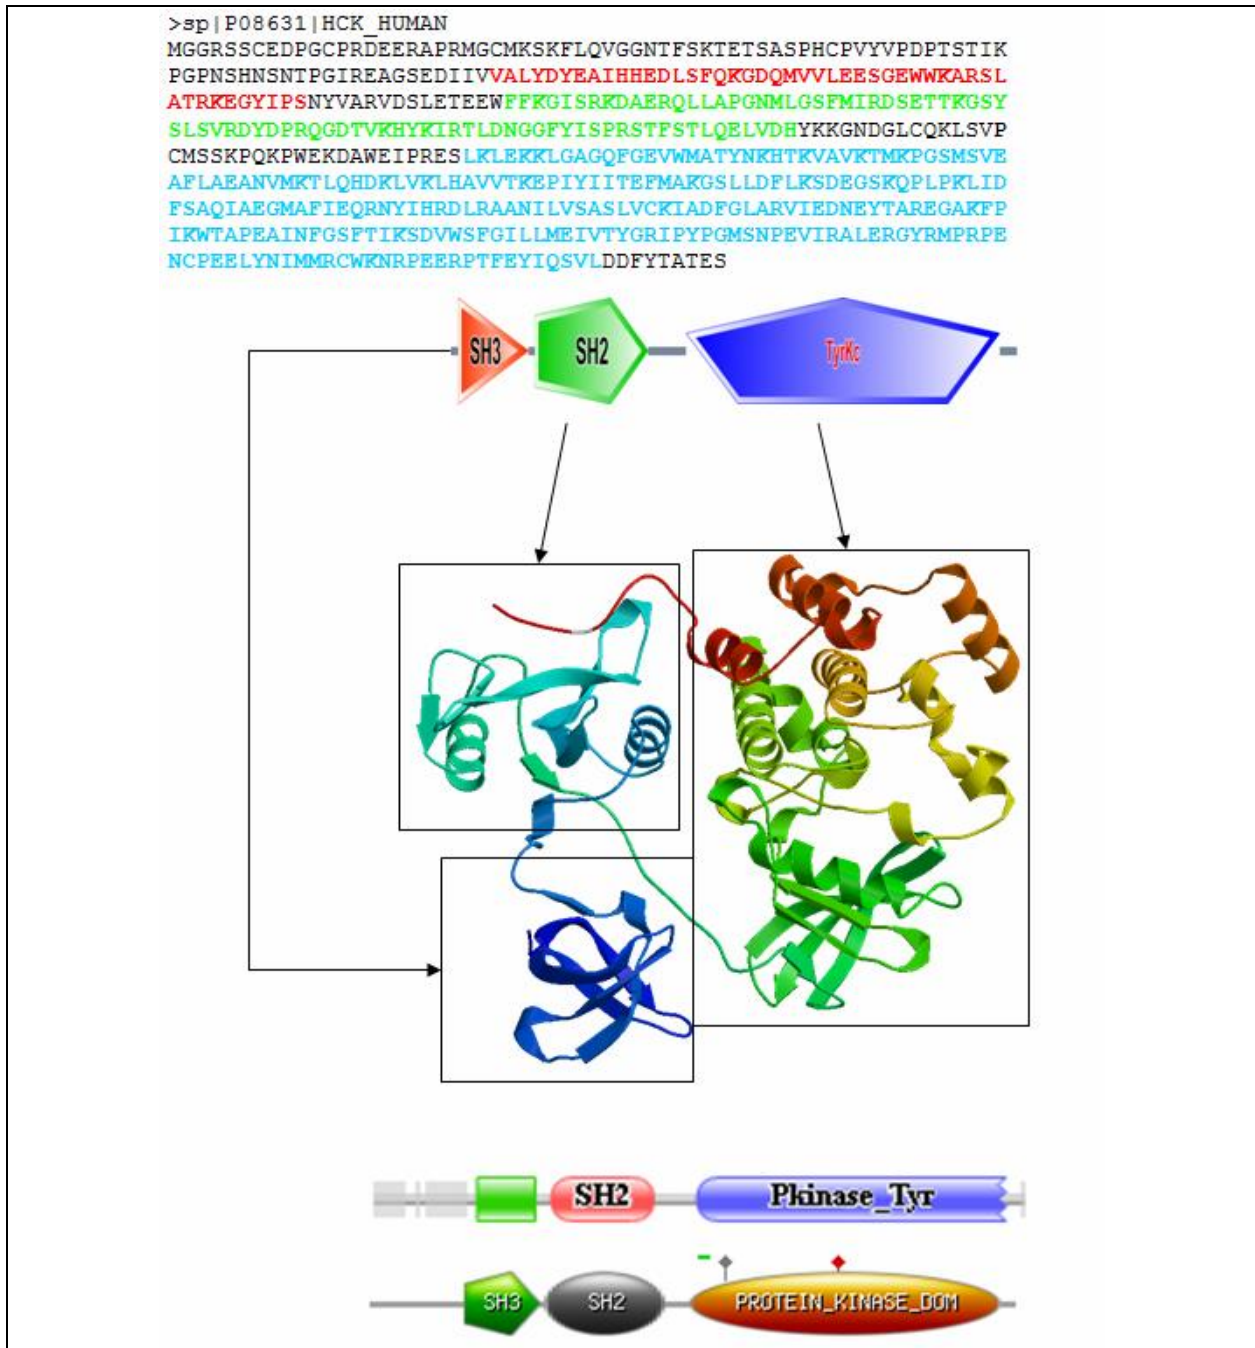 >sp|P08631|HCK_HUMAN
MGGRSSCEDPGCPRDEERAPRMGCMKSKFLQVGGNTFSKTETSASPHCPVYVPDPTSTIK
PGPNSHNSNTPGIREAGSEDIIVVALYDYEAIHHEDLSFQKGDQMVVLEESGEWWKARSL
ATRKEGYIPSNYVARVDSLETEEWFFKGISRKDAERQLLAPGNMLGSFMIRDSETTKGSY
SLSVRDYDPRQGDTVKHYKIRTLDNGGFYISPRSTFSTLQELVDHYKKGNDGLCQKLSVP
CMSSKPQKPWEKDAWEIPRESLKLEKKLGAGQFGEVWMATYNKHTKVAVKTMKPGSMSVE
AFLAEANVMKTLQHDKLVKLHAVVTKEPIYIITEFMAKGSLLDFLKSDEGSKQPLPKLID
FSAQIAEGMAFIEQRNYIHRDLRAANILVSASLVCKIADFGLARVIEDNEYTAREGAKFP
IKWTAPEAINFGSFTIKSDVWSFGILLMEIVTYGRIPYPGMSNPEVIRALERGYRMPRPE
NCPEELYNIMMRCWKNRPEERPTFEYIQSVLDDFYTATES
SH3 SH2 TyrKc
SH2 Pkinase_Tyr
SH3 SH2 PROTEIN_KINASE_DOM